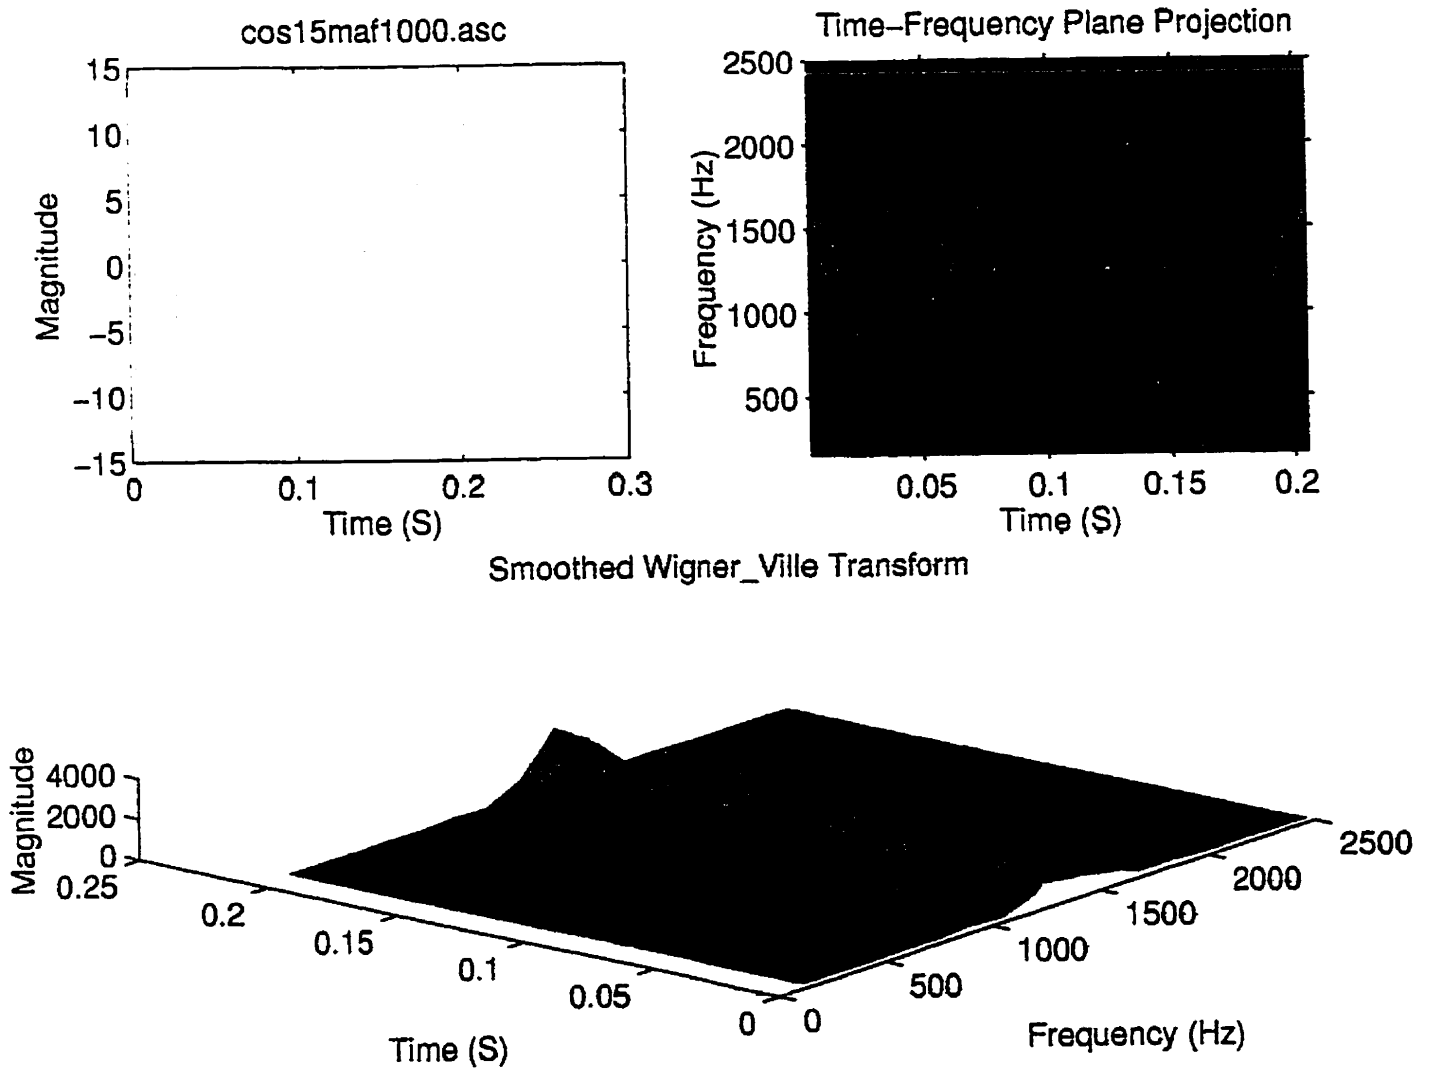 cos15maf1000.asc
15
10
5
0
−5
−10
−15
Magnitude
0 0.1 0.2 0.3
Time (S)
Time−Frequency Plane Projection
2500
2000
1500
1000
500
Frequency (Hz)
0.05 0.1 0.15 0.2
Time (S)
Smoothed Wigner_Ville Transform
4000
2000
0
Magnitude
0.25
0.2
0.15
0.1
0.05
0
Time (S)
0
500
1000
1500
2000
2500
Frequency (Hz)